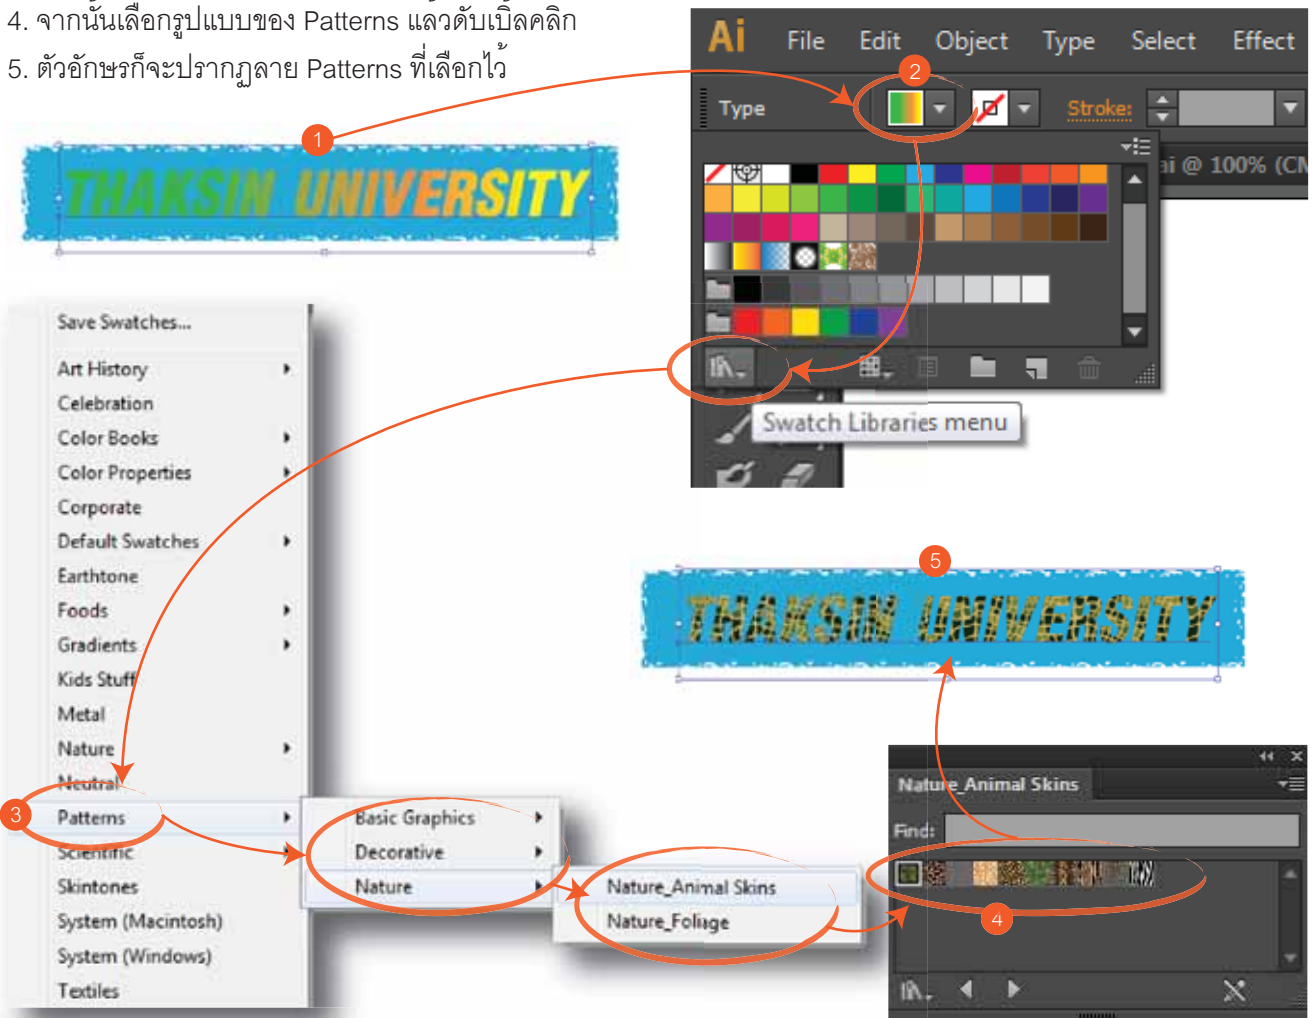 4. จากนั้นเลือกรูปแบบของ Patterns แลวดับเบิ้ลคลิก
5. ตัวอักษรก็จะปรากฏลาย Patterns ที่เลือกไว้
1
THAKSIN UNIVERSITY
Ai File Edit Object Type Select Effect
2
Type Stroke:
ai @ 100% (CM
Swatch Libraries menu
Save Swatches...
Art History
Celebration
Color Books
Color Properties
Corporate
Default Swatches
Earthtone
Foods
Gradients
Kids Stuff
Metal
Nature
Neutral
3 Patterns
Scientific
Skintones
System (Macintosh)
System (Windows)
Textiles
Basic Graphics
Decorative
Nature
Nature_Animal Skins
Nature_Foliage
5
THAKSIN UNIVERSITY
Nature_Animal Skins
Find:
4